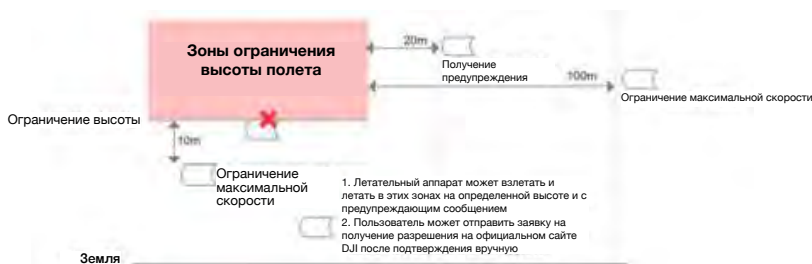 Зоны ограничения
высоты полета
20m
Получение
предупреждения
100m
Ограничение максимальной скорости
Ограничение высоты
10m
Ограничение
максимальной
скорости
1. Летательный аппарат может взлетать и
летать в этих зонах на определенной высоте и с
предупреждающим сообщением
2. Пользователь может отправить заявку на
получение разрешения на официальном сайте
DJI после подтверждения вручную
Земля